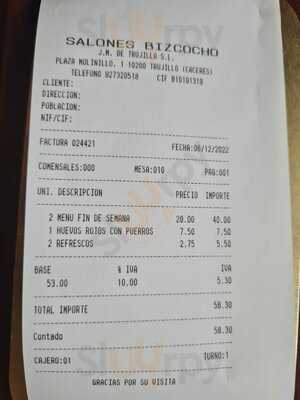 SALONES BIZCOCHO
J.M. DE TRUJILLO S.L.
PLAZA MOLINILLO, 1 10200 TRUJILLO (CACERES)
TELEFONO 927320518 CIF B10101319
CLIENTE:
DIRECCION:
POBLACION:
NIF/CIF:
FACTURA 024421 FECHA:06/12/2022
COMENSALES:000 MESA:010 PAG:001
UNI. DESCRIPCION PRECIO IMPORTE
2 MENU FIN DE SEMANA 20.00 40.00
1 HUEVOS ROTOS CON PUERROS 7.50 7.50
2 REFRESCOS 2.75 5.50
BASE % IVA IVA
53.00 10.00 5.30
TOTAL IMPORTE 58.30
Contado 58.30
CAJERO:01 TURNO:1
GRACIAS POR SU VISITA